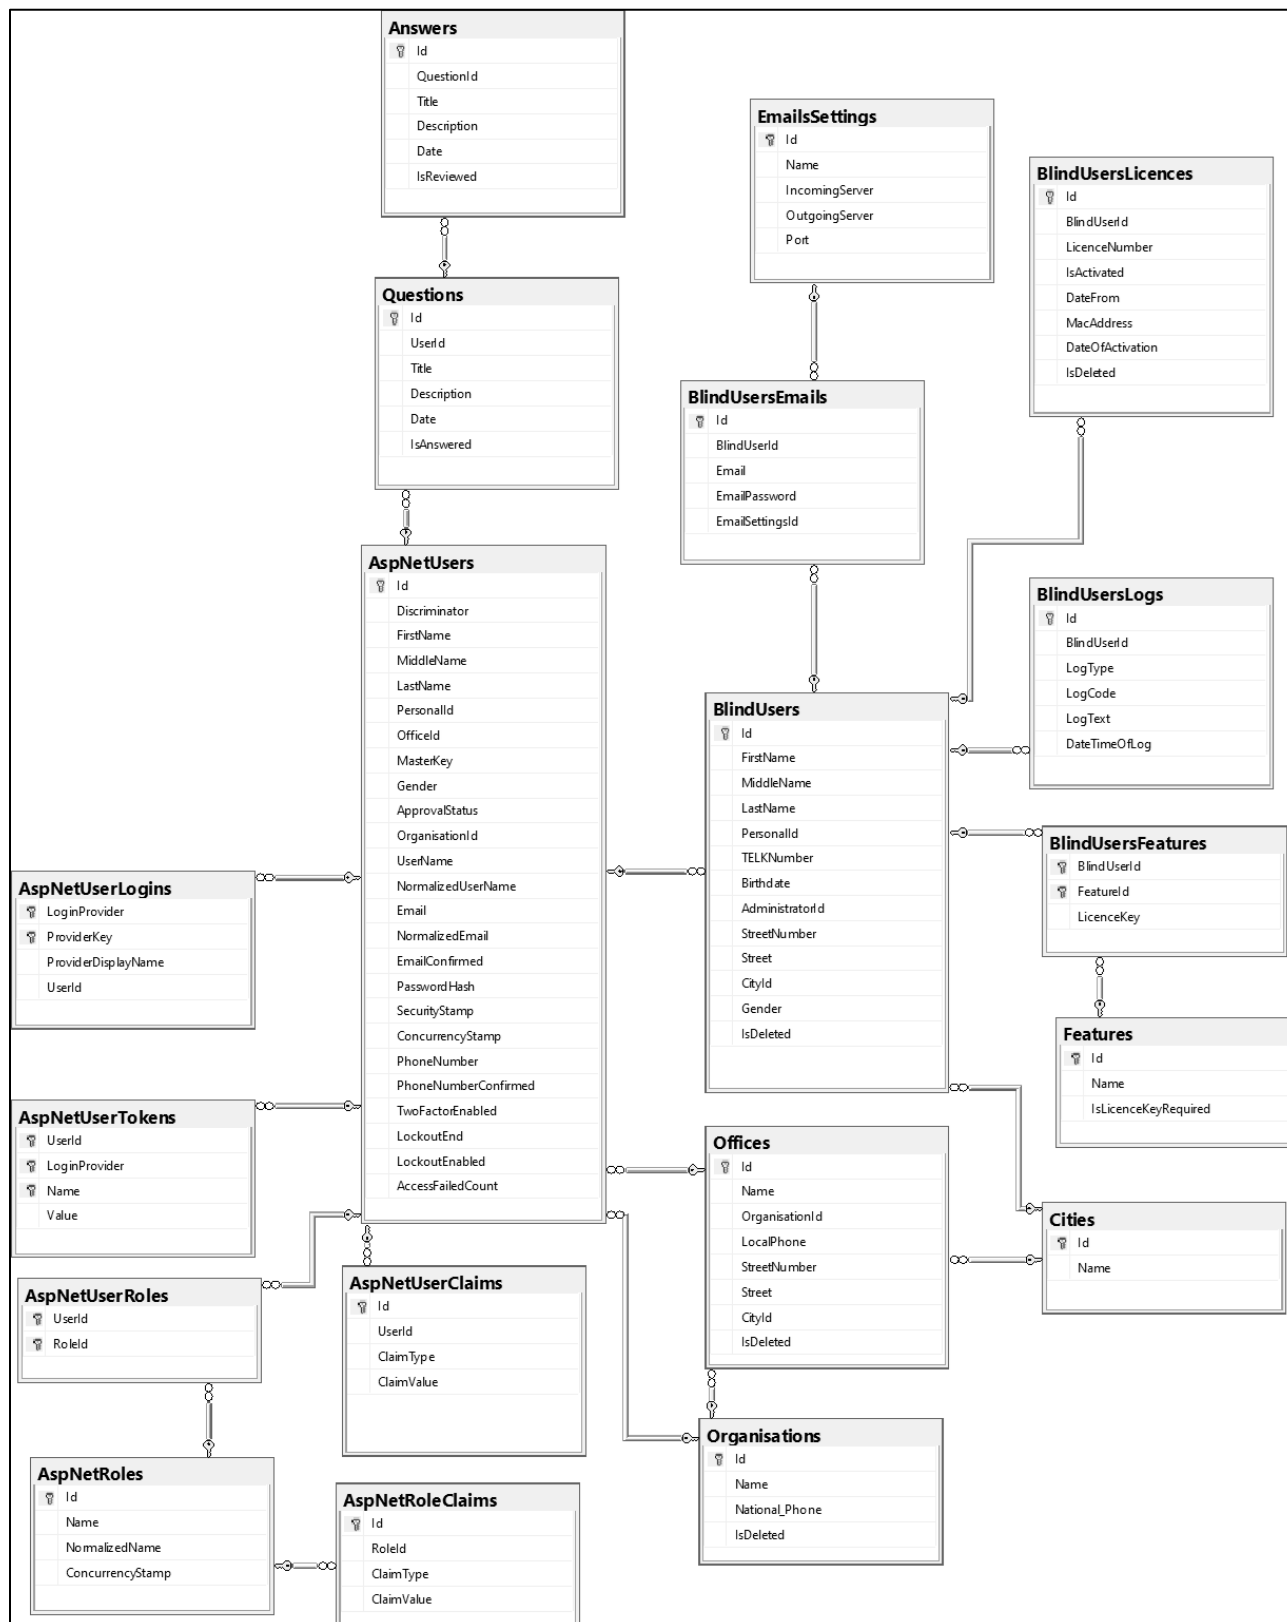 Answers
Id
QuestionId
Title
Description
Date
IsReviewed
EmailsSettings
Id
Name
IncomingServer
OutgoingServer
Port
BlindUsersLicences
Id
BlindUserId
LicenceNumber
IsActivated
DateFrom
MacAddress
DateOfActivation
IsDeleted
Questions
Id
UserId
Title
Description
Date
IsAnswered
BlindUsersEmails
Id
BlindUserId
Email
EmailPassword
EmailSettingsId
AspNetUsers
Id
Discriminator
FirstName
MiddleName
LastName
PersonalId
OfficeId
MasterKey
Gender
ApprovalStatus
OrganisationId
UserName
NormalizedUserName
Email
NormalizedEmail
EmailConfirmed
PasswordHash
SecurityStamp
ConcurrencyStamp
PhoneNumber
PhoneNumberConfirmed
TwoFactorEnabled
LockoutEnd
LockoutEnabled
AccessFailedCount
BlindUsersLogs
Id
BlindUserId
LogType
LogCode
LogText
DateTimeOfLog
BlindUsers
Id
FirstName
MiddleName
LastName
PersonalId
TELKNumber
Birthdate
AdministratorId
StreetNumber
Street
CityId
Gender
IsDeleted
BlindUsersFeatures
BlindUserId
FeatureId
LicenceKey
AspNetUserLogins
LoginProvider
ProviderKey
ProviderDisplayName
UserId
Features
Id
Name
IsLicenceKeyRequired
AspNetUserTokens
UserId
LoginProvider
Name
Value
Offices
Id
Name
OrganisationId
LocalPhone
StreetNumber
Street
CityId
IsDeleted
Cities
Id
Name
AspNetUserRoles
UserId
RoleId
AspNetUserClaims
Id
UserId
ClaimType
ClaimValue
Organisations
Id
Name
National_Phone
IsDeleted
AspNetRoles
Id
Name
NormalizedName
ConcurrencyStamp
AspNetRoleClaims
Id
RoleId
ClaimType
ClaimValue